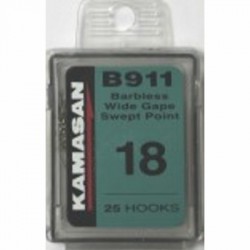 KAMASAN
B911
Barbless
Wide Gape
Swept Point
18
25 HOOKS